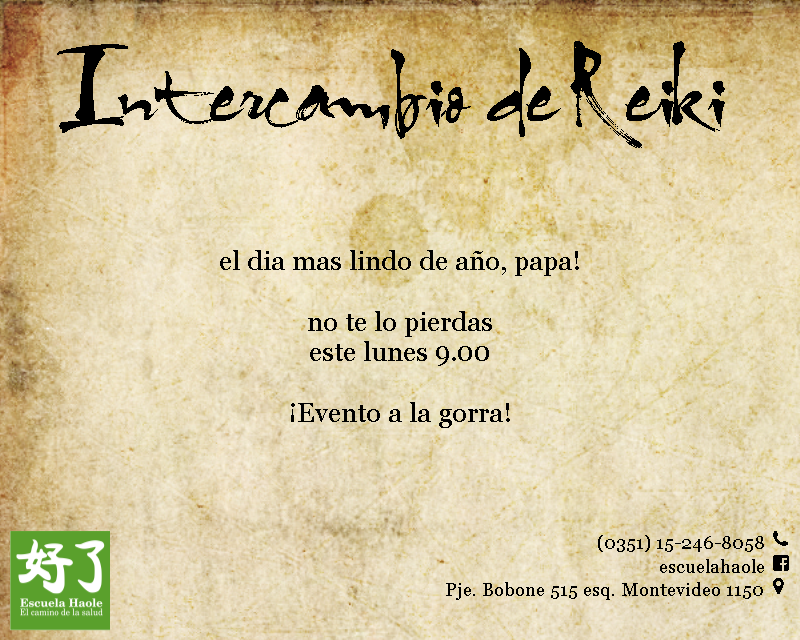 Intercambio de Reiki
el dia mas lindo de año, papa!
no te lo pierdas
este lunes 9.00
¡Evento a la gorra!
好了
Escuela Haole
El camino de la salud
(0351) 15-246-8058
escuelahaole
Pje. Bobone 515 esq. Montevideo 1150